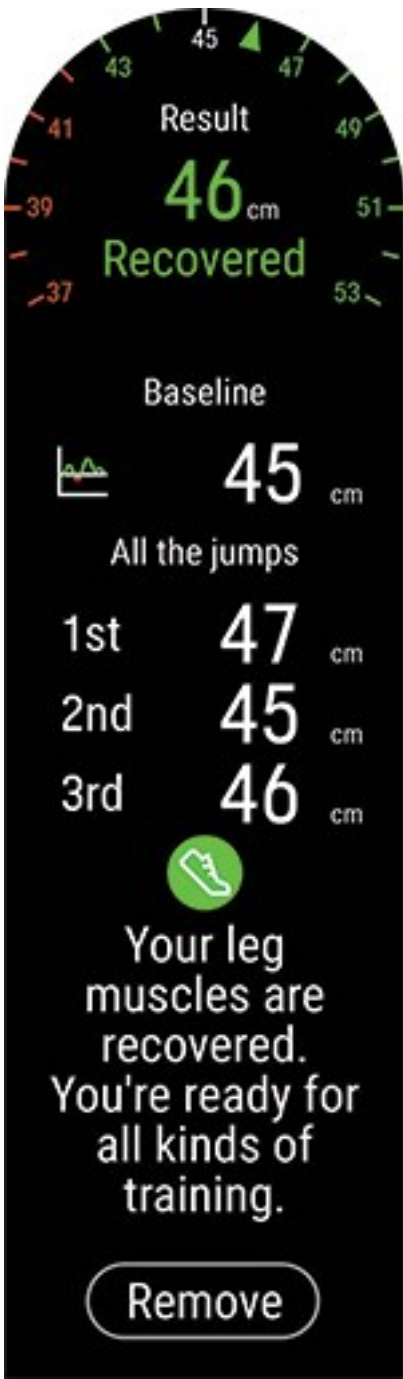 45
43
47
41
49
Result
39
46 cm
51
Recovered
37
53
Baseline
45 cm
All the jumps
1st 47 cm
2nd 45 cm
3rd 46 cm
Your leg
muscles are
recovered.
You're ready for
all kinds of
training.
Remove